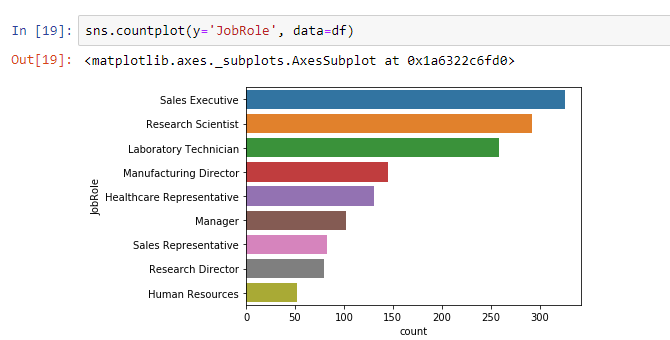 In [19]: sns.countplot(y='JobRole', data=df)
Out[19]: <matplotlib.axes._subplots.AxesSubplot at 0x1a6322c6fd0>
Sales Executive
Research Scientist
Laboratory Technician
Manufacturing Director
Healthcare Representative
Manager
Sales Representative
Research Director
Human Resources
JobRole
0 50 100 150 200 250 300
count